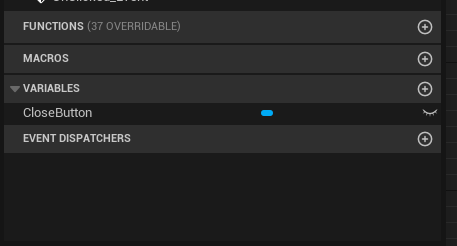 FUNCTIONS (37 OVERRIDABLE)
MACROS
VARIABLES
CloseButton
EVENT DISPATCHERS